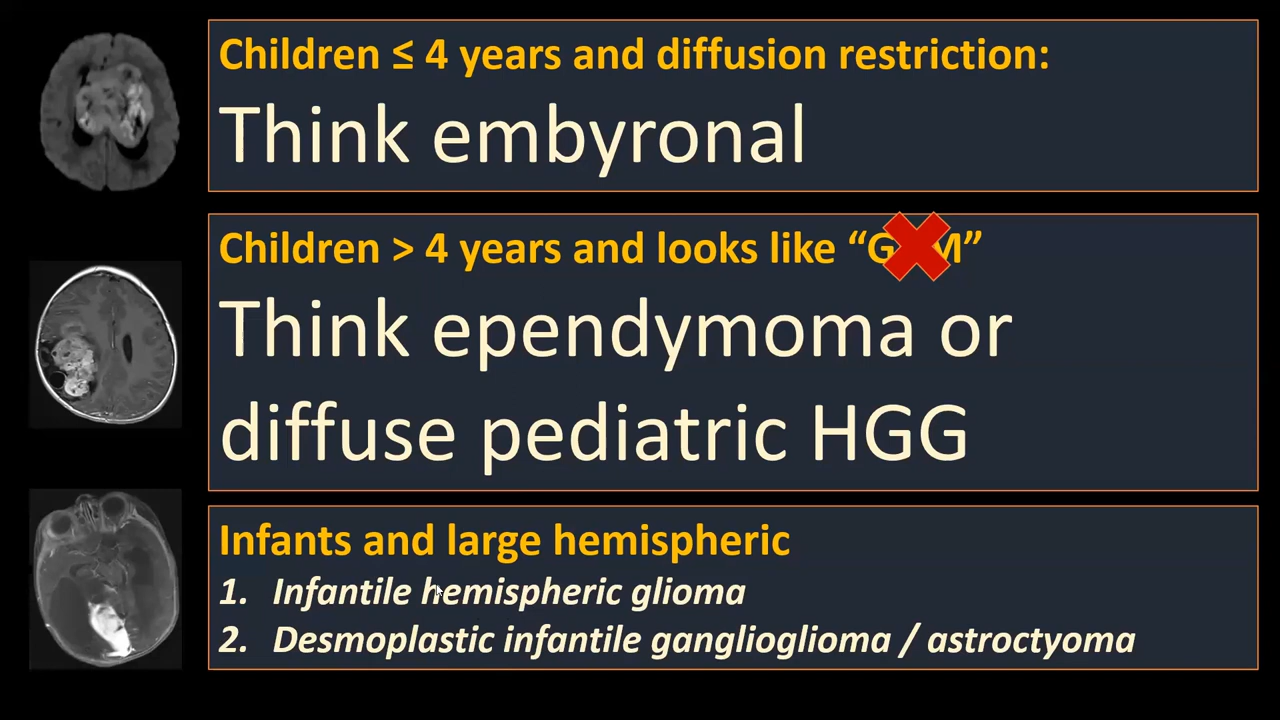 Children ≤ 4 years and diffusion restriction:
Think embyronal
Children > 4 years and looks like “G M”
Think ependymoma or
diffuse pediatric HGG
Infants and large hemispheric
1. Infantile hemispheric glioma
2. Desmoplastic infantile ganglioglioma / astroctyoma